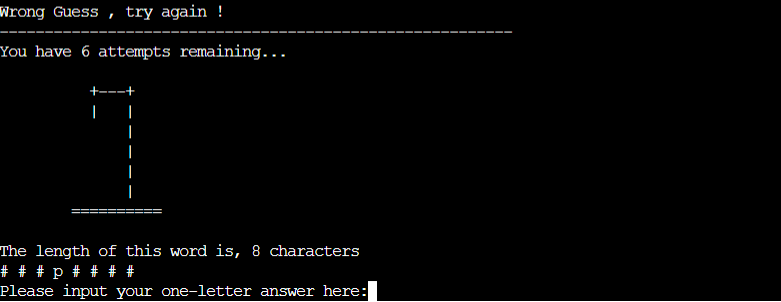 Wrong Guess , try again !
---------------------------------------------------------
You have 6 attempts remaining...
+---+
|   |
|
|
|
|
==========
The length of this word is, 8 characters
# # # p # # # #
Please input your one-letter answer here: